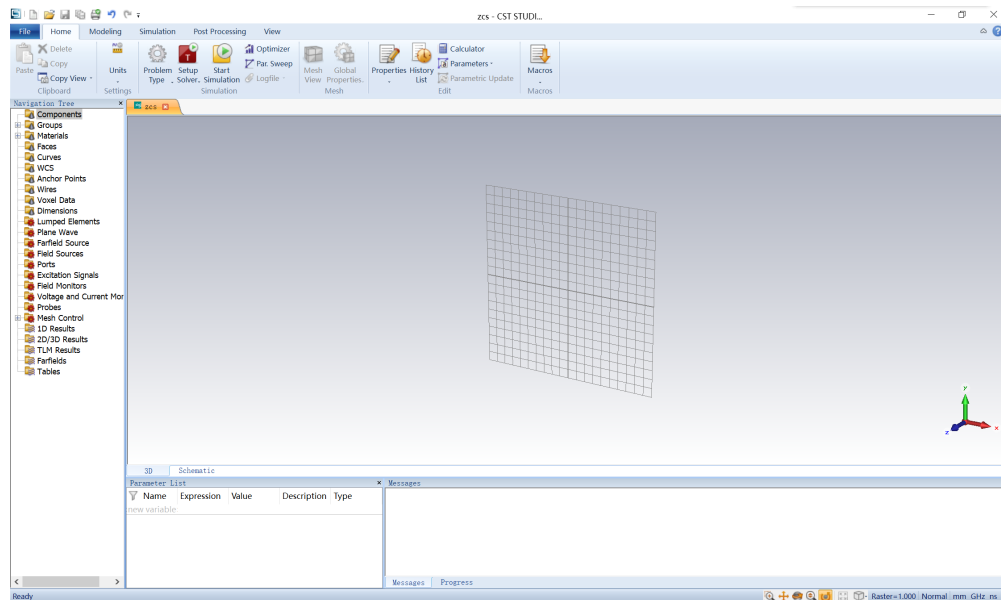 zcs - CST STUDI...
File Home Modeling Simulation Post Processing View
Paste
Delete
Copy
Copy View
Clipboard
Units
Settings
Problem Type
Setup Solver
Start Simulation
Optimizer
Par. Sweep
Logfile
Simulation
Mesh View
Global Properties
Mesh
Properties
History List
Calculator
Parameters
Parametric Update
Edit
Macros
Macros
Navigation Tree
Components
Groups
Materials
Faces
Curves
WCS
Anchor Points
Wires
Voxel Data
Dimensions
Lumped Elements
Plane Wave
Farfield Source
Field Sources
Ports
Excitation Signals
Field Monitors
Voltage and Current Mor
Probes
Mesh Control
1D Results
2D/3D Results
TLM Results
Farfields
Tables
zcs
y
x
z
3D Schematic
Parameter List
Name Expression Value Description Type
new variable
Messages
Messages Progress
Ready
Raster=1.000 Normal mm GHz ns